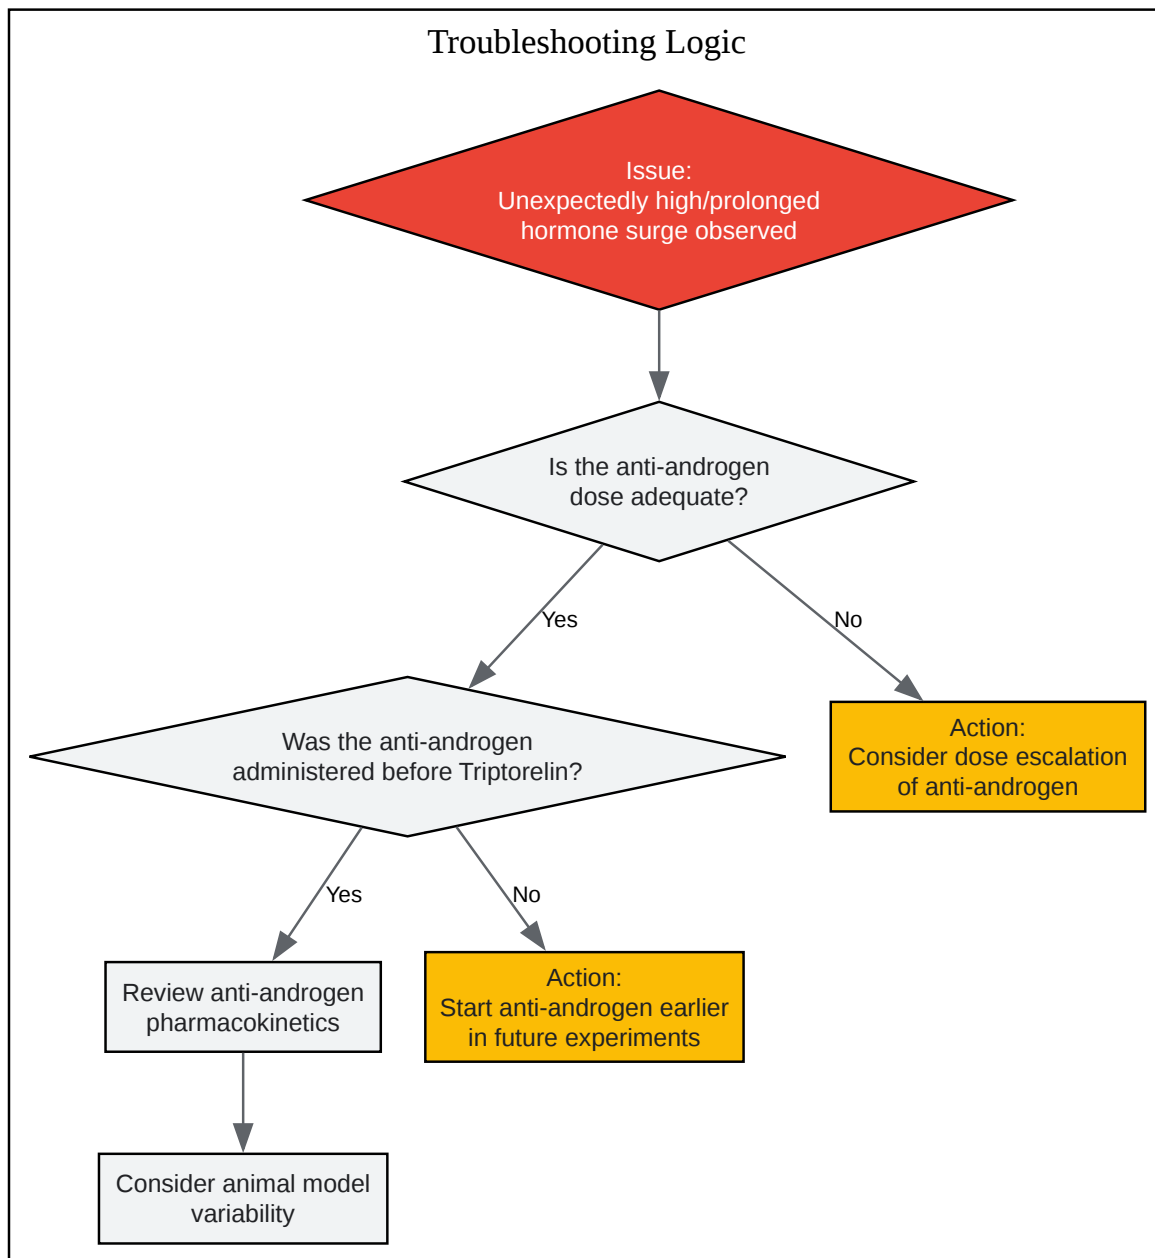 Troubleshooting Logic
Issue:
Unexpectedly high/prolonged
hormone surge observed
Is the anti-androgen
dose adequate?
Yes
No
Was the anti-androgen
administered before Triptorelin?
Action:
Consider dose escalation
of anti-androgen
Yes
No
Review anti-androgen
pharmacokinetics
Action:
Start anti-androgen earlier
in future experiments
Consider animal model
variability